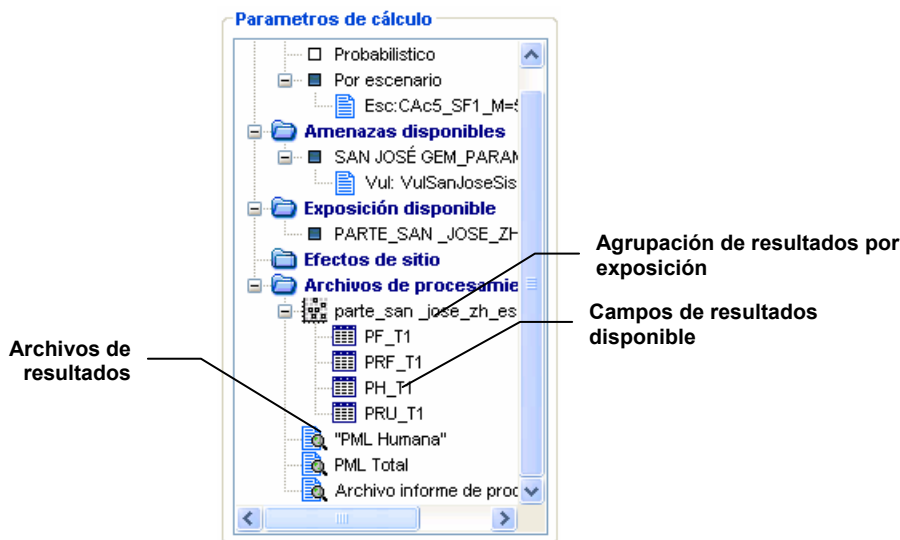 Parametros de cálculo
Probabilistico
Por escenario
Esc:CAc5_SF1_M=5
Amenazas disponibles
SAN JOSÉ GEM_PARAM
Vul: VulSanJoseSis
Exposición disponible
PARTE_SAN _JOSE_ZH
Efectos de sitio
Archivos de procesamie
parte_san _jose_zh_es
PF_T1
PRF_T1
PH_T1
PRU_T1
"PML Humana"
PML Total
Archivo informe de proc
Agrupación de resultados por
exposición
Campos de resultados
disponible
Archivos de
resultados